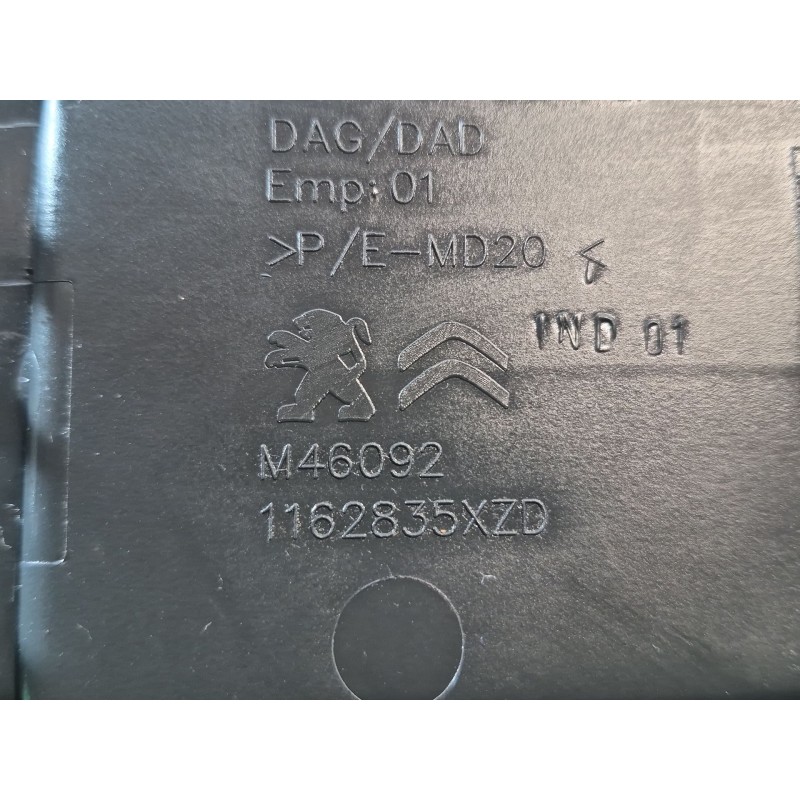 DAG/DAD
Emp:01
>P/E-MD20<
IND 01
M46092
1162835XZD